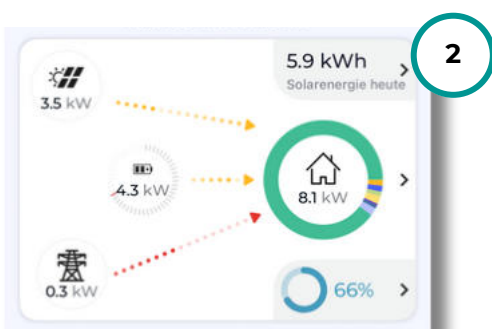 5.9 kWh
Solarenergie heute
2
3.5 kW
4.3 kW
8.1 kW
0.3 kW
66%